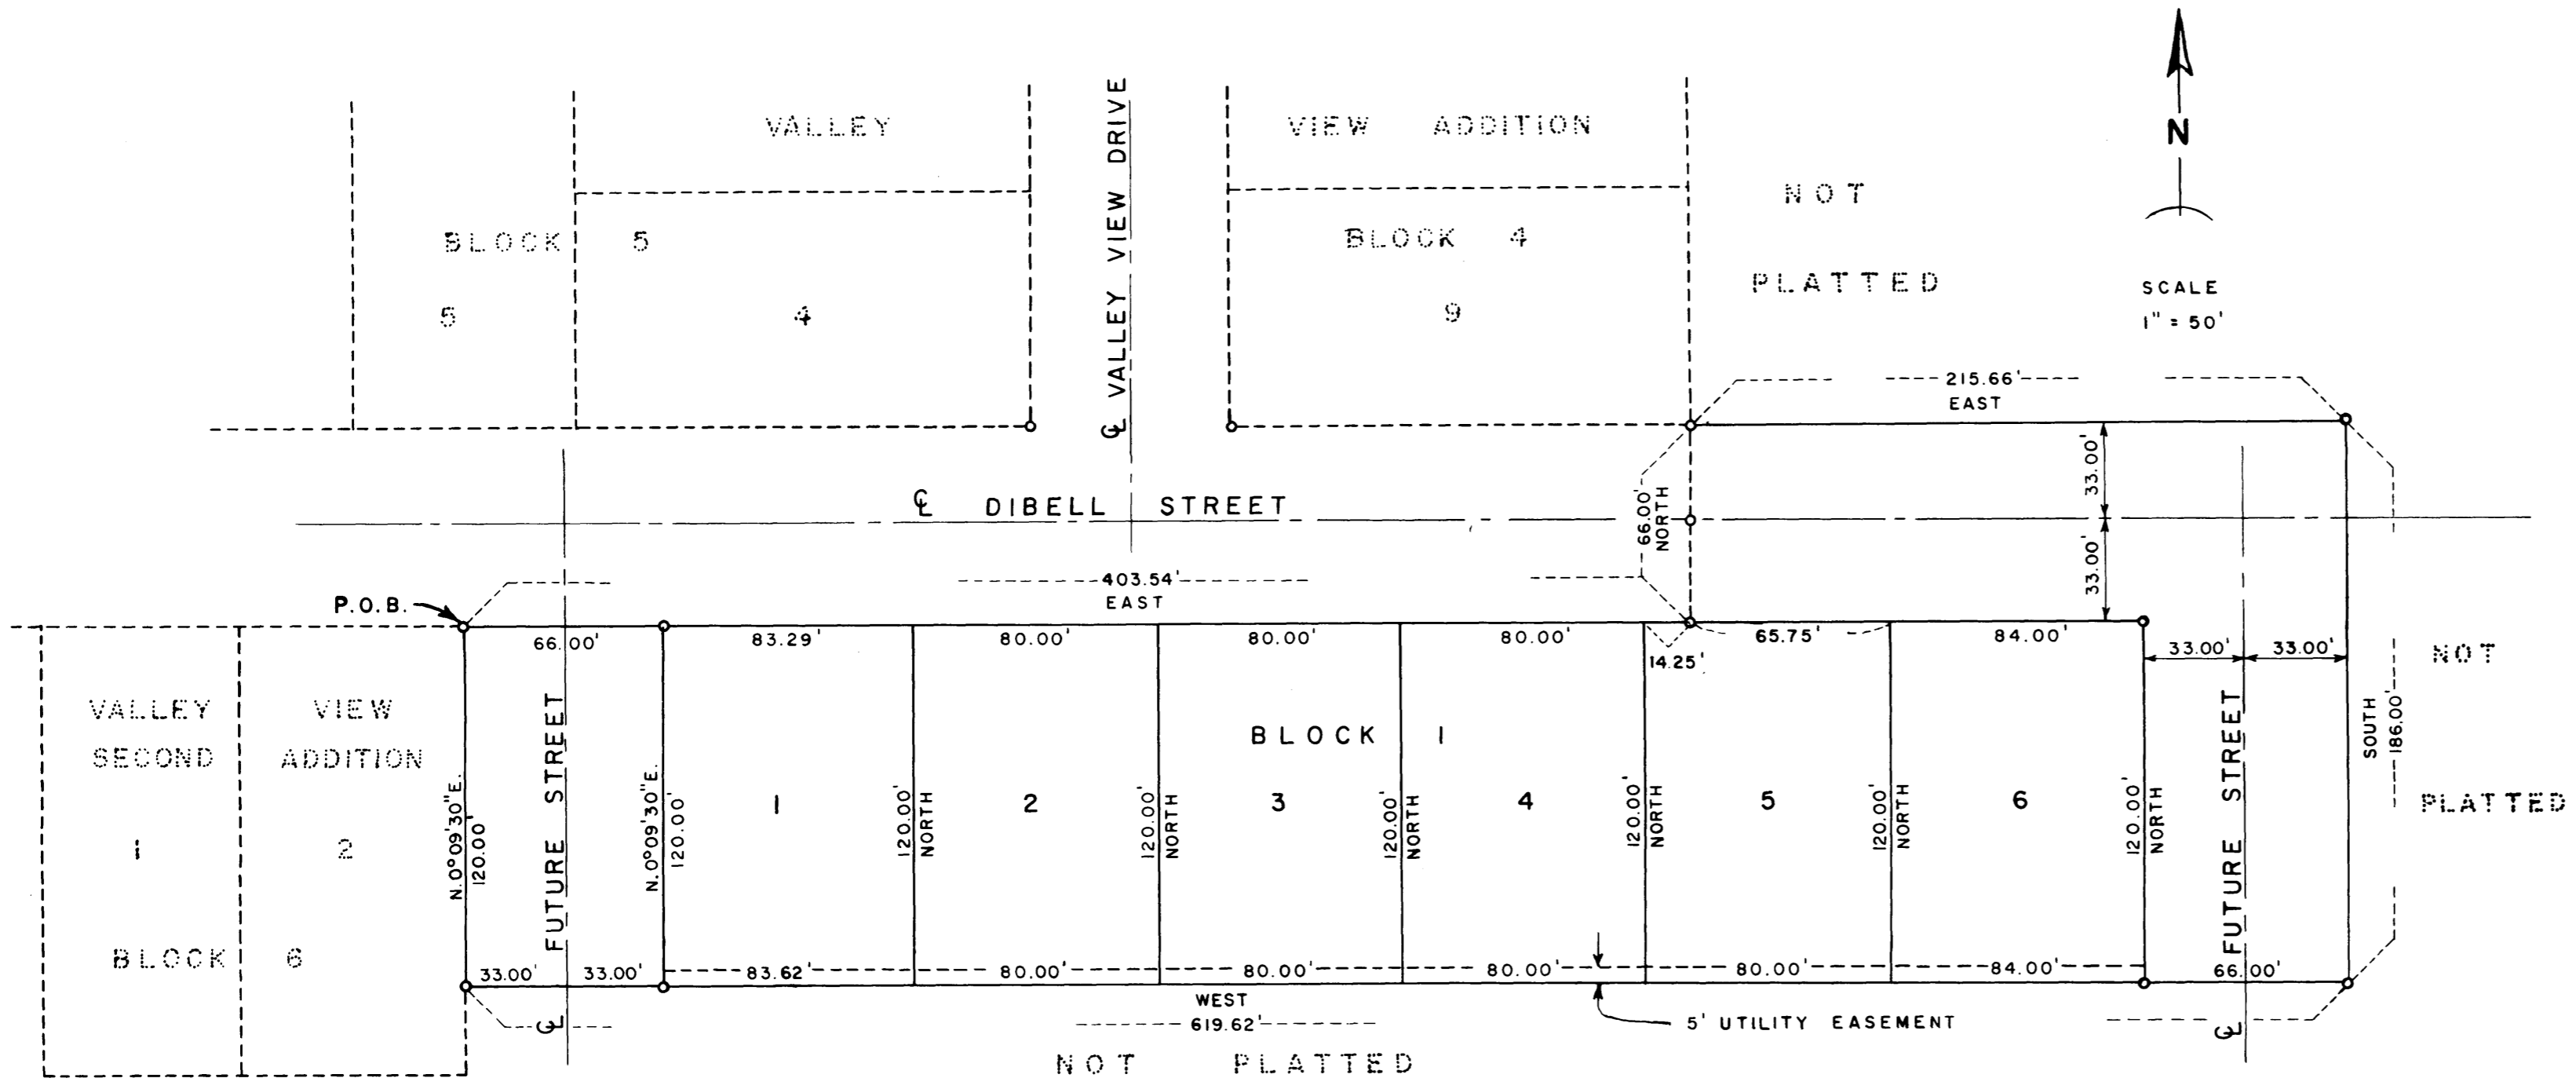 VALLEY
VIEW ADDITION
℄ VALLEY VIEW DRIVE
N
NOT
PLATTED
SCALE
1" = 50'
BLOCK 5
5
4
BLOCK 4
9
215.66'
EAST
33.00'
33.00'
℄ DIBELL STREET
66.00'
NORTH
403.54'
EAST
P.O.B.
66.00'
83.29'
80.00'
80.00'
80.00'
14.25'
65.75'
84.00'
33.00'
33.00'
VALLEY VIEW
SECOND ADDITION
1
2
BLOCK 6
N.0°09'30"E.
120.00'
℄ FUTURE STREET
N.0°09'30"E.
120.00'
BLOCK 1
1
120.00'
NORTH
2
120.00'
NORTH
3
120.00'
NORTH
4
120.00'
NORTH
5
120.00'
NORTH
6
120.00'
NORTH
℄ FUTURE STREET
SOUTH
186.00'
NOT
PLATTED
33.00'
33.00'
83.62'
80.00'
80.00'
80.00'
80.00'
84.00'
66.00'
WEST
619.62'
5' UTILITY EASEMENT
NOT PLATTED